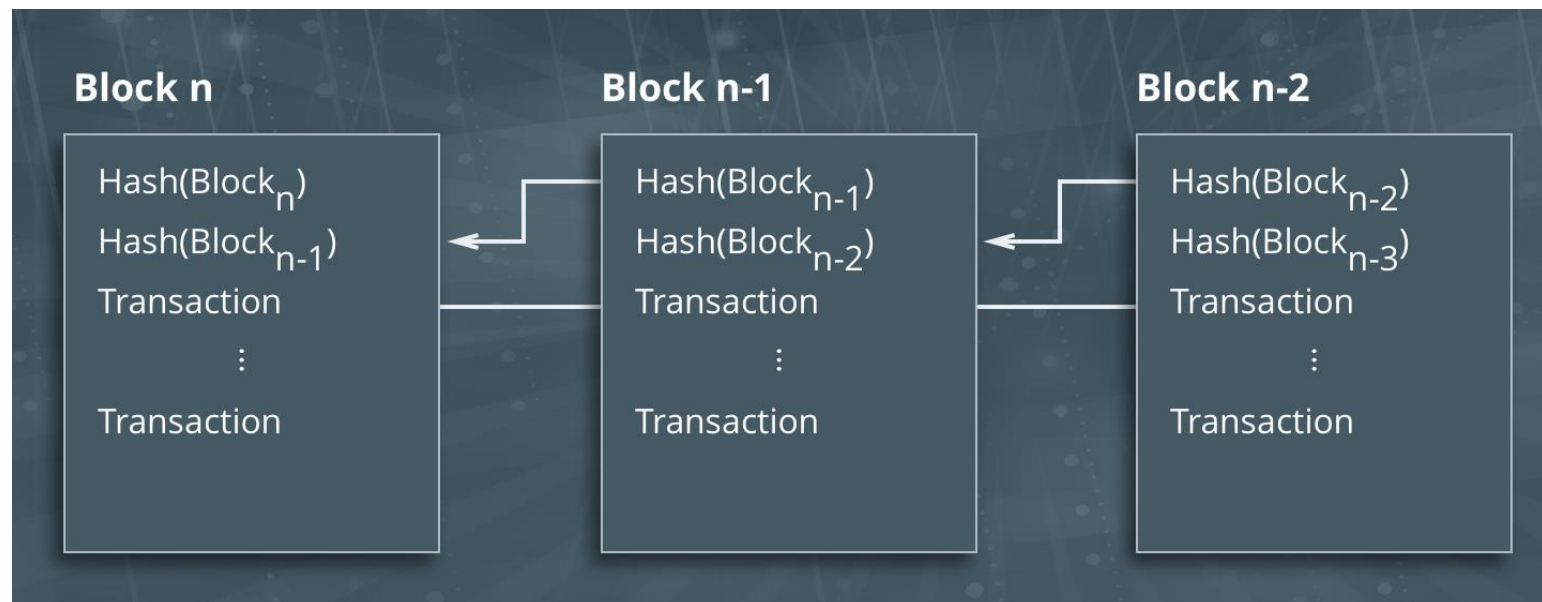 Block n
Hash(Blockn)
Hash(Blockn-1)
Transaction
⋮
Transaction
Block n-1
Hash(Blockn-1)
Hash(Blockn-2)
Transaction
⋮
Transaction
Block n-2
Hash(Blockn-2)
Hash(Blockn-3)
Transaction
⋮
Transaction